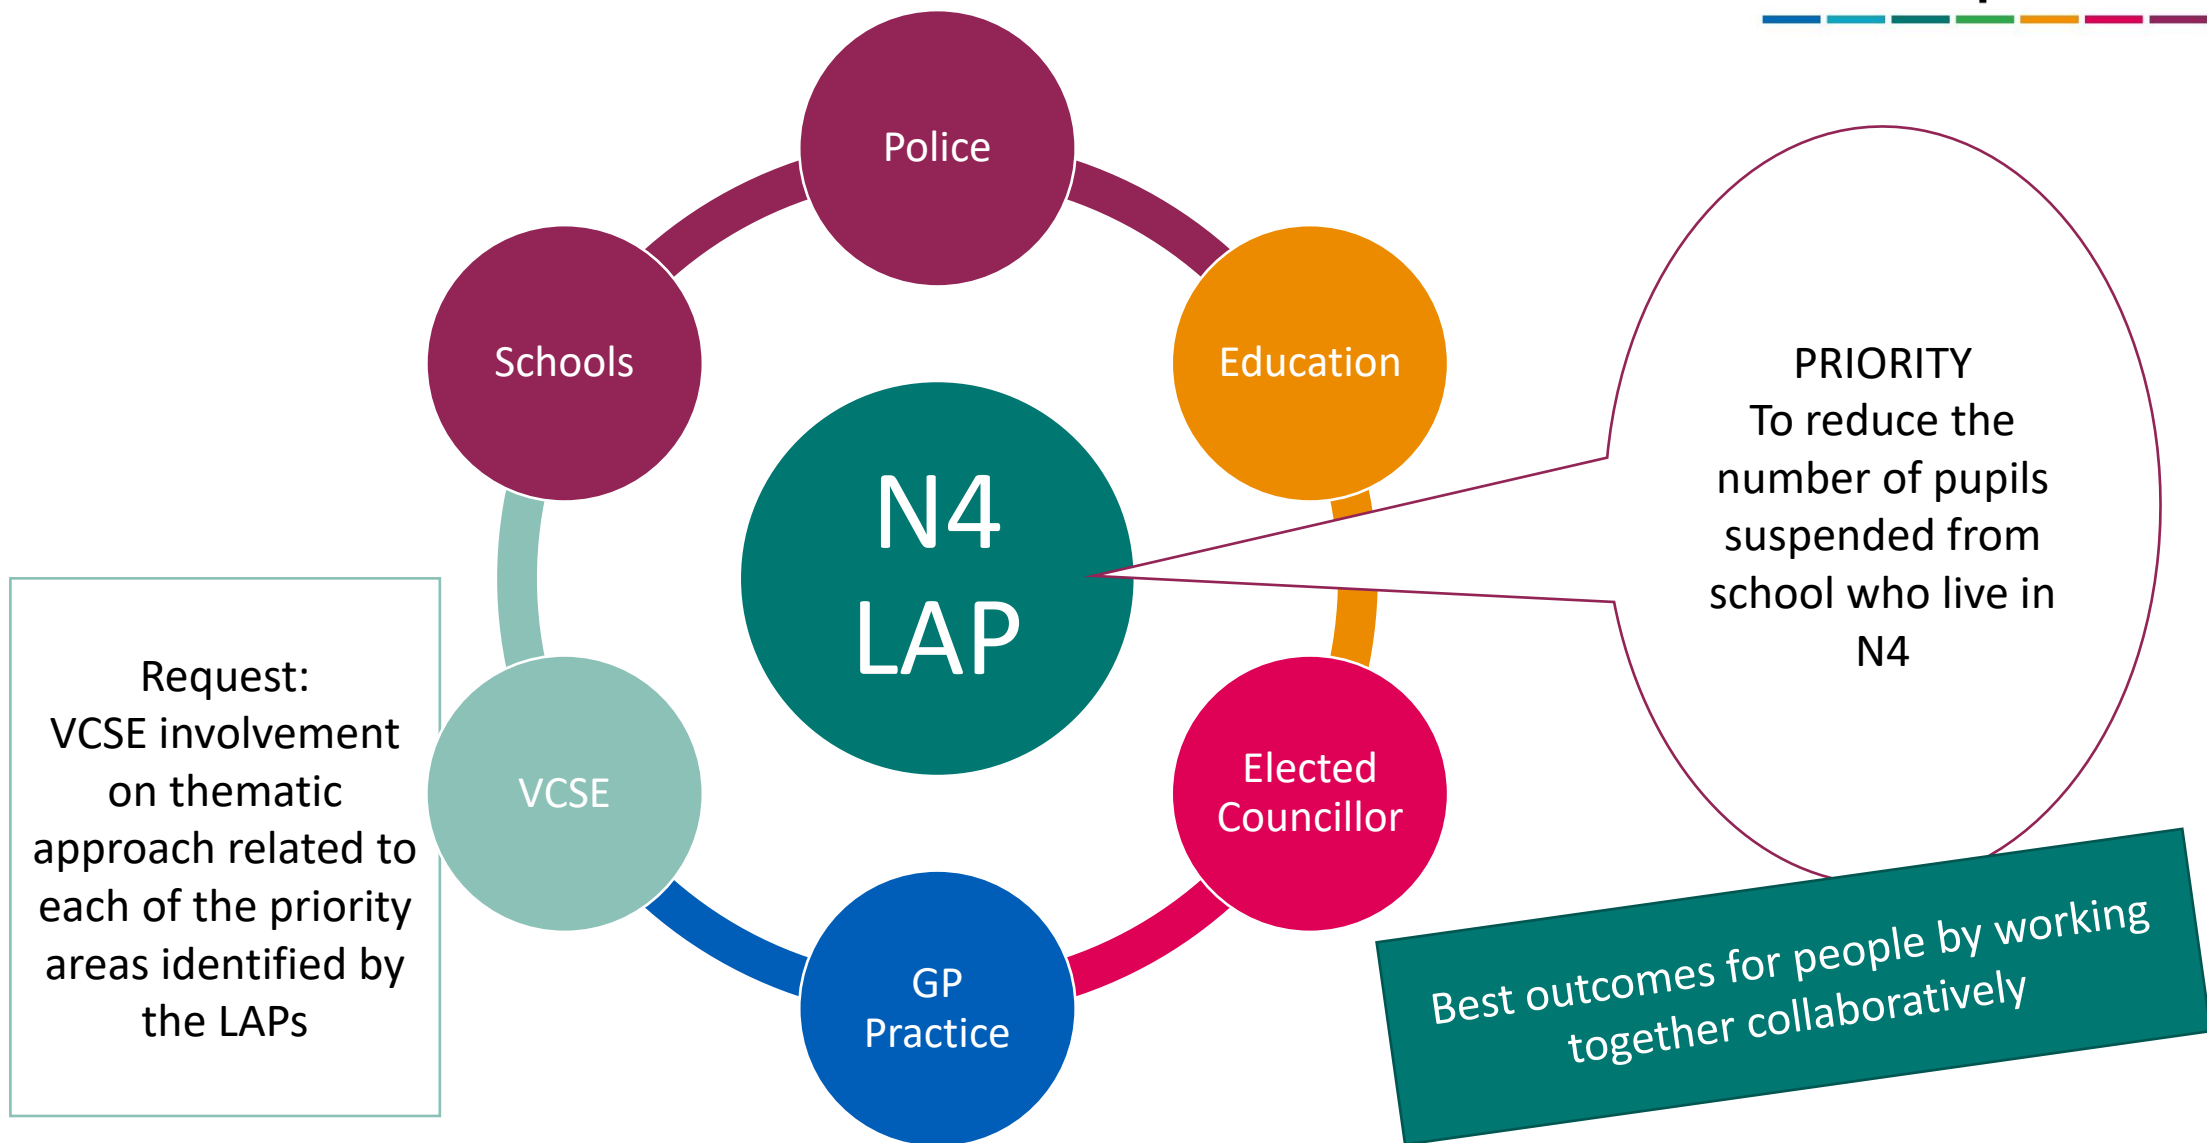 Police
Schools
Education
N4
LAP
PRIORITY
To reduce the
number of pupils
suspended from
school who live in
N4
Request:
VCSE involvement
on thematic
approach related to
each of the priority
areas identified by
the LAPs
VCSE
Elected
Councillor
GP
Practice
Best outcomes for people by working
together collaboratively